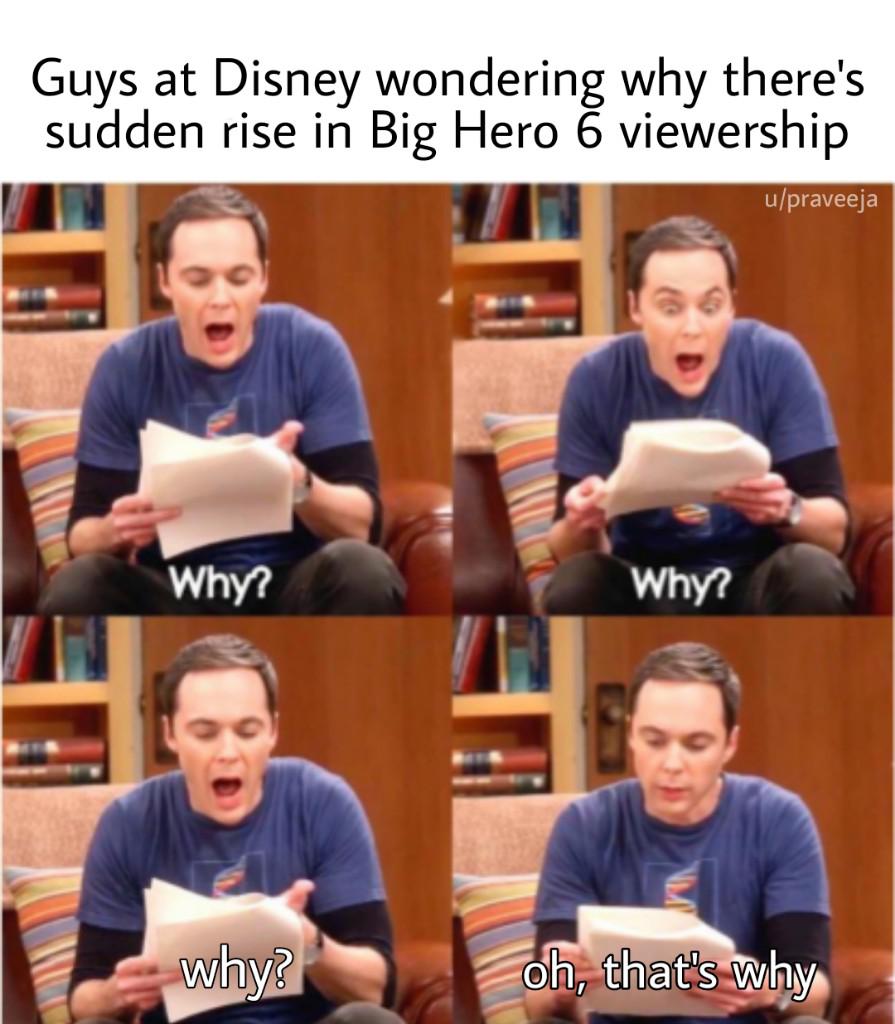 Guys at Disney wondering why there's
sudden rise in Big Hero 6 viewership
u/praveeja
Why?
Why?
why?
oh, that's why